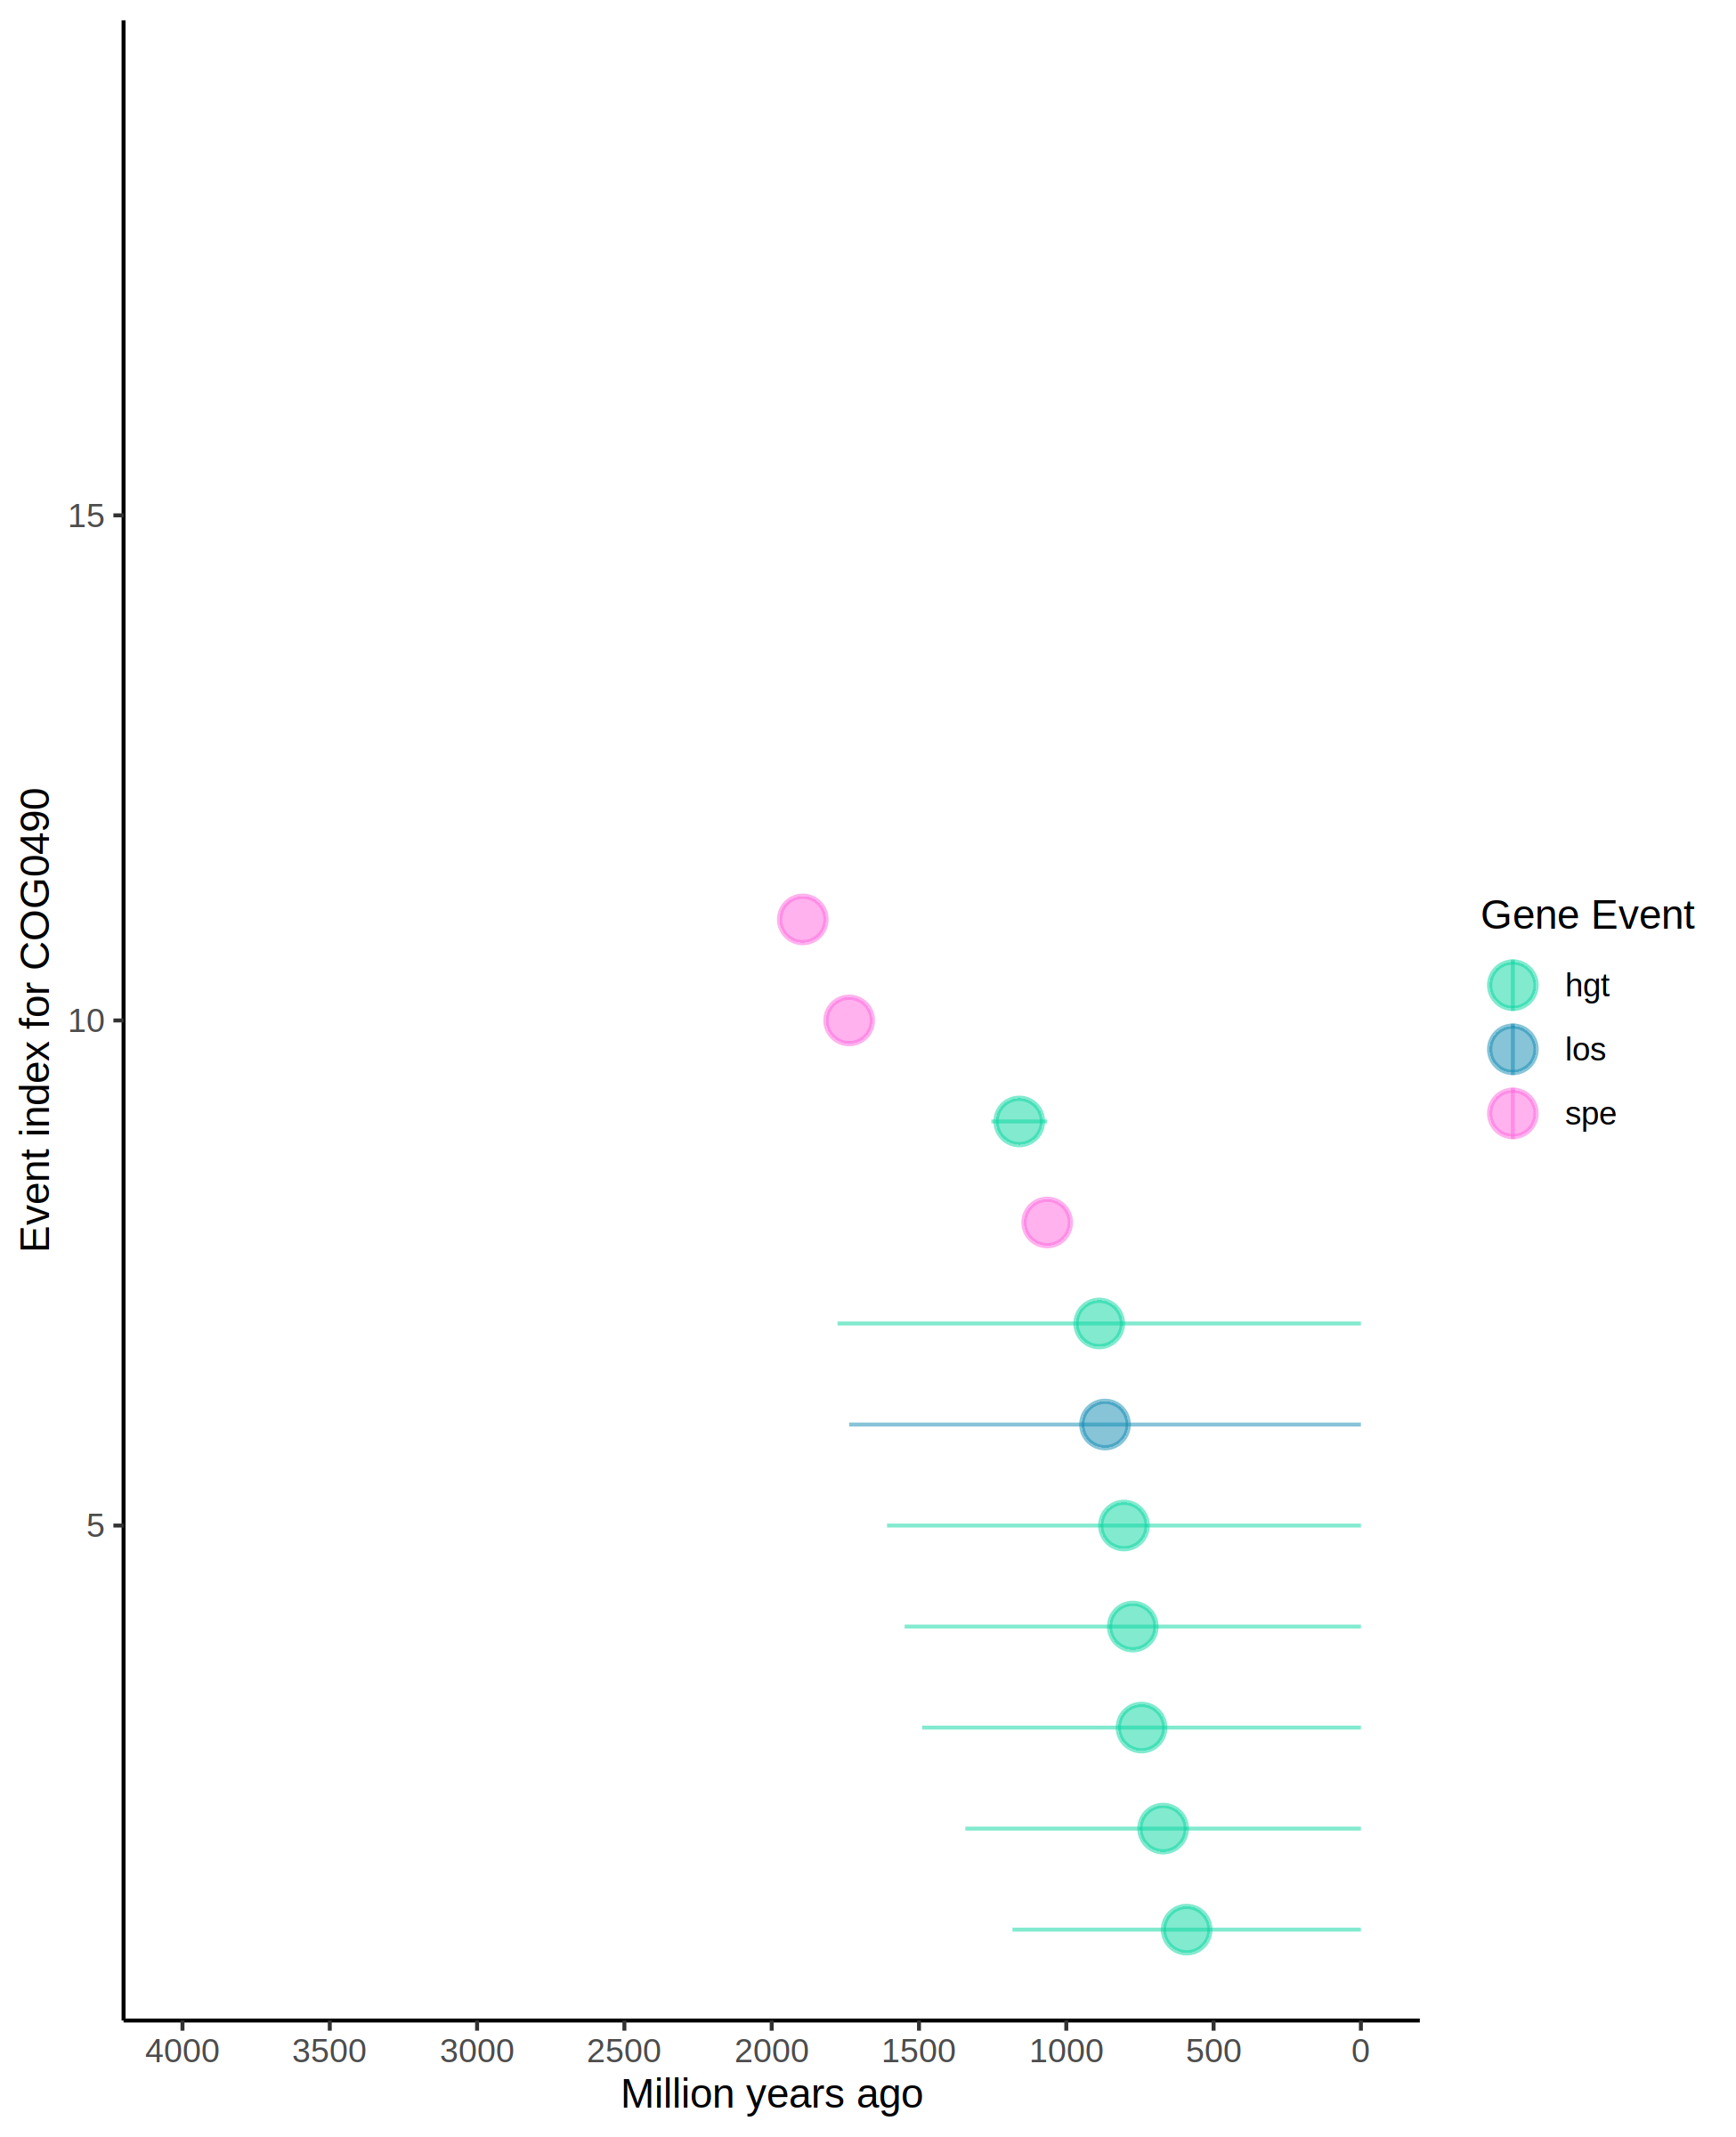 Event index for COG0490
15
10
5
4000 3500 3000 2500 2000 1500 1000 500 0
Million years ago
Gene Event
hgt
los
spe